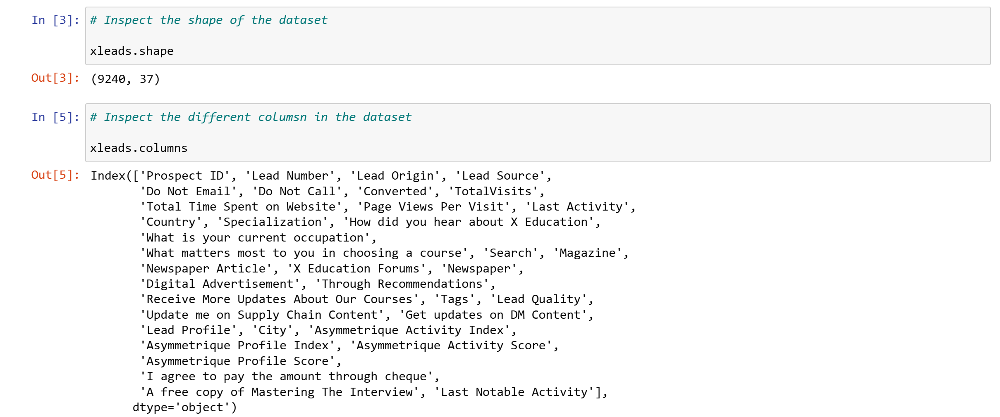 In [3]: # Inspect the shape of the dataset
xleads.shape
Out[3]: (9240, 37)
In [5]: # Inspect the different columsn in the dataset
xleads.columns
Out[5]: Index(['Prospect ID', 'Lead Number', 'Lead Origin', 'Lead Source',
'Do Not Email', 'Do Not Call', 'Converted', 'TotalVisits',
'Total Time Spent on Website', 'Page Views Per Visit', 'Last Activity',
'Country', 'Specialization', 'How did you hear about X Education',
'What is your current occupation',
'What matters most to you in choosing a course', 'Search', 'Magazine',
'Newspaper Article', 'X Education Forums', 'Newspaper',
'Digital Advertisement', 'Through Recommendations',
'Receive More Updates About Our Courses', 'Tags', 'Lead Quality',
'Update me on Supply Chain Content', 'Get updates on DM Content',
'Lead Profile', 'City', 'Asymmetrique Activity Index',
'Asymmetrique Profile Index', 'Asymmetrique Activity Score',
'Asymmetrique Profile Score',
'I agree to pay the amount through cheque',
'A free copy of Mastering The Interview', 'Last Notable Activity'],
dtype='object')